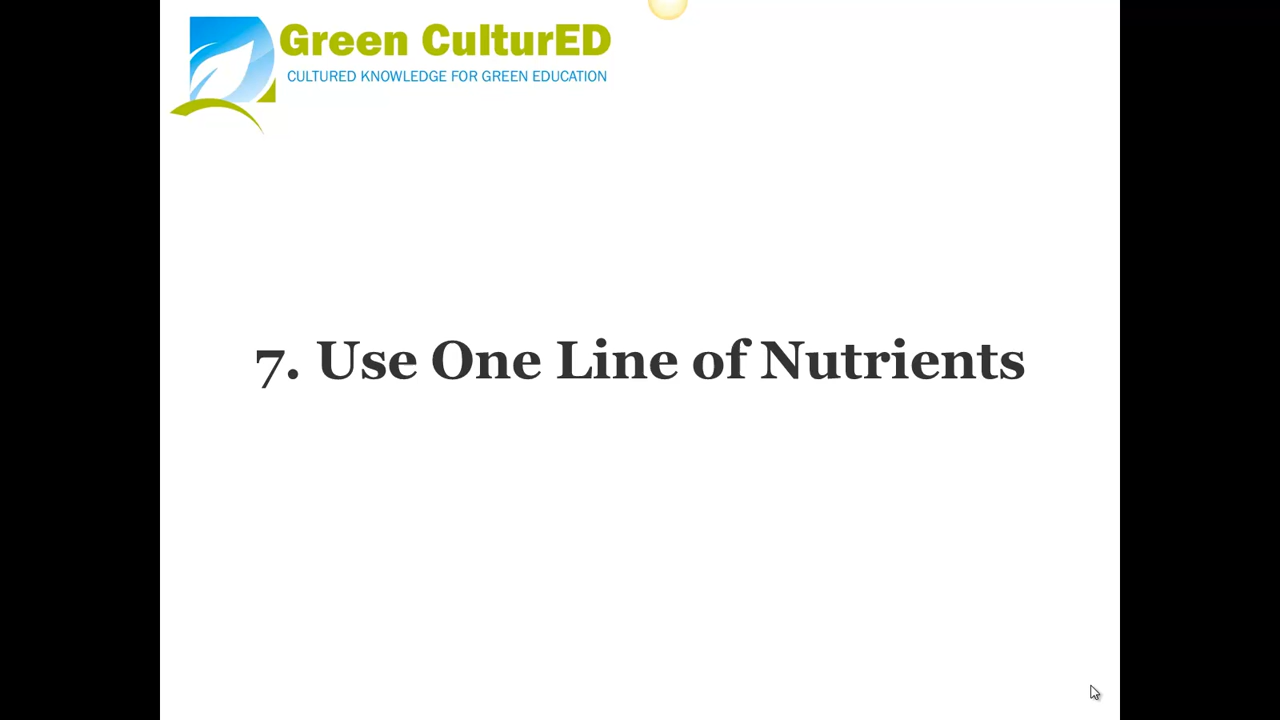 Green CulturED
CULTURED KNOWLEDGE FOR GREEN EDUCATION
7. Use One Line of Nutrients